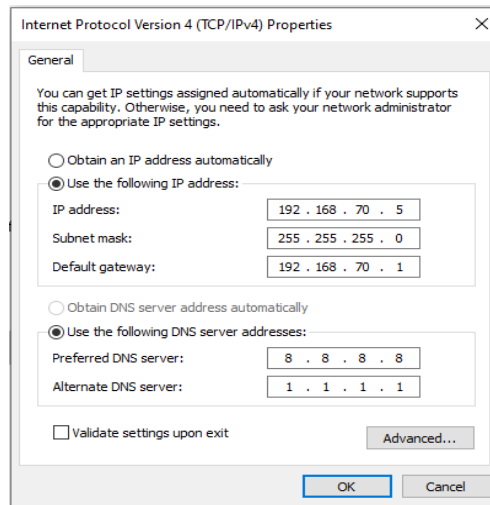 Internet Protocol Version 4 (TCP/IPv4) Properties
General
You can get IP settings assigned automatically if your network supports
this capability. Otherwise, you need to ask your network administrator
for the appropriate IP settings.
Obtain an IP address automatically
Use the following IP address:
IP address: 192 . 168 . 70 . 5
Subnet mask: 255 . 255 . 255 . 0
Default gateway: 192 . 168 . 70 . 1
Obtain DNS server address automatically
Use the following DNS server addresses:
Preferred DNS server: 8 . 8 . 8 . 8
Alternate DNS server: 1 . 1 . 1 . 1
Validate settings upon exit
Advanced...
OK Cancel